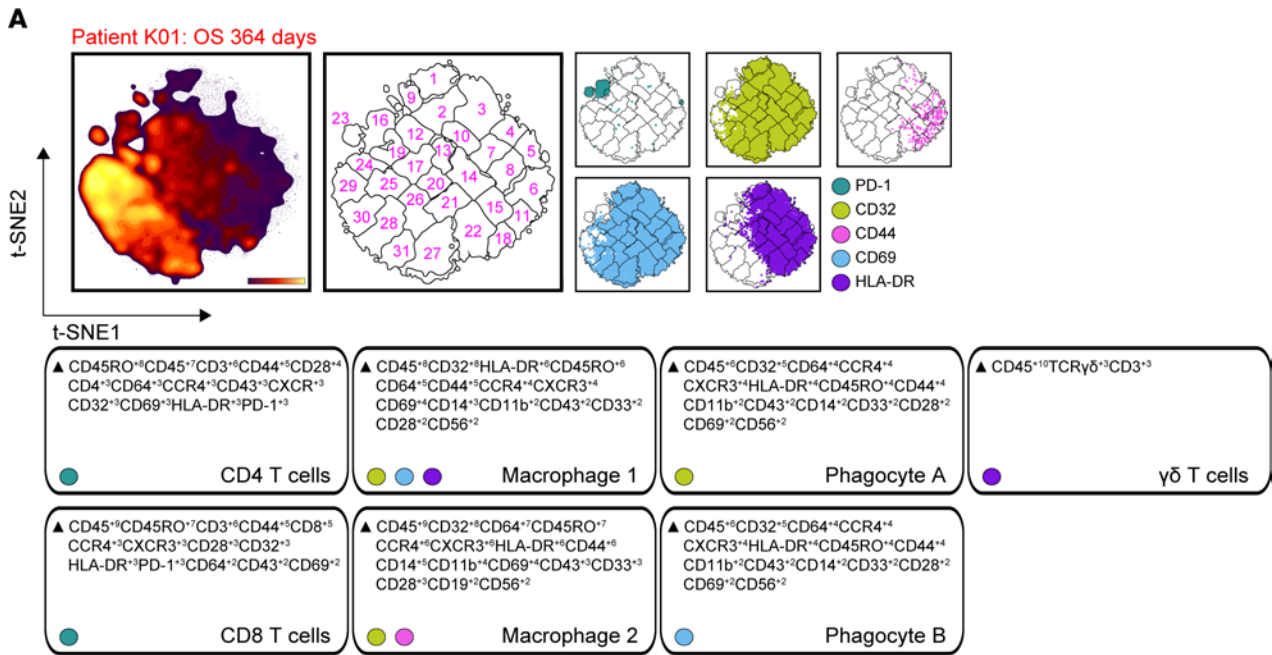 A
Patient K01: OS 364 days
1
23
9
16
2
3
12
10
4
19
13
7
5
24
17
14
8
29
25
20
6
26
21
15
30
28
11
22
18
31
27
PD-1
CD32
CD44
CD69
HLA-DR
t-SNE2
t-SNE1
▲ CD45RO⁺⁸CD45⁺⁷CD3⁺⁶CD44⁺⁵CD28⁺⁴
CD4⁺³CD64⁺³CCR4⁺³CD43⁺³CXCR⁺³
CD32⁺³CD69⁺³HLA-DR⁺³PD-1⁺³
CD4 T cells
▲ CD45⁺⁸CD32⁺⁸HLA-DR⁺⁶CD45RO⁺⁶
CD64⁺⁵CD44⁺⁵CCR4⁺⁴CXCR3⁺⁴
CD69⁺⁴CD14⁺³CD11b⁺²CD43⁺²CD33⁺²
CD28⁺²CD56⁺²
Macrophage 1
▲ CD45⁺⁶CD32⁺⁵CD64⁺⁴CCR4⁺⁴
CXCR3⁺⁴HLA-DR⁺⁴CD45RO⁺⁴CD44⁺⁴
CD11b⁺²CD43⁺²CD14⁺²CD33⁺²CD28⁺²
CD69⁺²CD56⁺²
Phagocyte A
▲ CD45⁺¹⁰TCRγδ⁺³CD3⁺³
γδ T cells
▲ CD45⁺⁹CD45RO⁺⁷CD3⁺⁶CD44⁺⁵CD8⁺⁵
CCR4⁺³CXCR3⁺³CD28⁺³CD32⁺³
HLA-DR⁺³PD-1⁺³CD64⁺²CD43⁺²CD69⁺²
CD8 T cells
▲ CD45⁺⁹CD32⁺⁸CD64⁺⁷CD45RO⁺⁷
CCR4⁺⁶CXCR3⁺⁶HLA-DR⁺⁶CD44⁺⁶
CD14⁺⁵CD11b⁺⁴CD69⁺⁴CD43⁺³CD33⁺³
CD28⁺³CD19⁺²CD56⁺²
Macrophage 2
▲ CD45⁺⁶CD32⁺⁵CD64⁺⁴CCR4⁺⁴
CXCR3⁺⁴HLA-DR⁺⁴CD45RO⁺⁴CD44⁺⁴
CD11b⁺²CD43⁺²CD14⁺²CD33⁺²CD28⁺²
CD69⁺²CD56⁺²
Phagocyte B